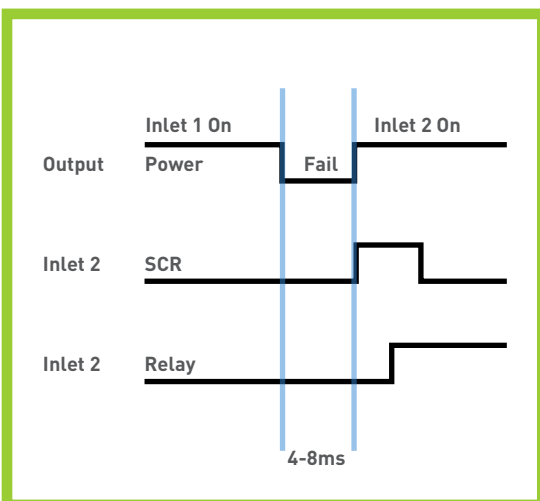 Inlet 1 On Inlet 2 On
Output Power Fail
Inlet 2 SCR
Inlet 2 Relay
4-8ms